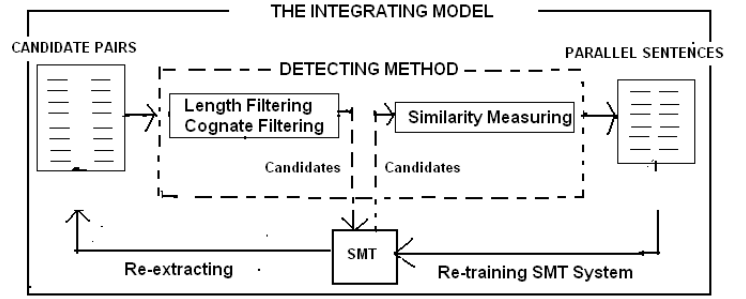 THE INTEGRATING MODEL
CANDIDATE PAIRS
PARALLEL SENTENCES
DETECTING METHOD
Length Filtering
Cognate Filtering
Similarity Measuring
Candidates
Candidates
SMT
Re-extracting
Re-training SMT System